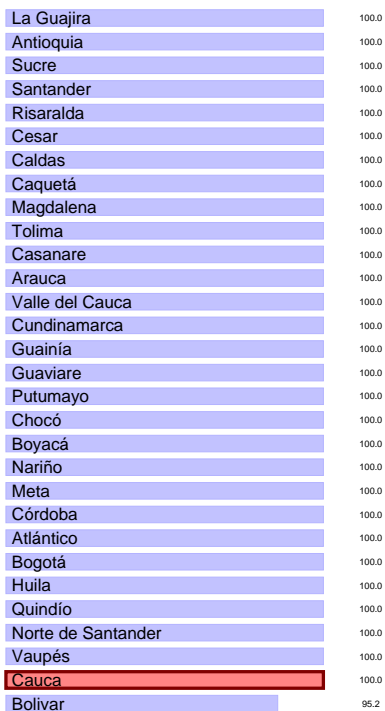 La Guajira 100.0
Antioquia 100.0
Sucre 100.0
Santander 100.0
Risaralda 100.0
Cesar 100.0
Caldas 100.0
Caquetá 100.0
Magdalena 100.0
Tolima 100.0
Casanare 100.0
Arauca 100.0
Valle del Cauca 100.0
Cundinamarca 100.0
Guainía 100.0
Guaviare 100.0
Putumayo 100.0
Chocó 100.0
Boyacá 100.0
Nariño 100.0
Meta 100.0
Córdoba 100.0
Atlántico 100.0
Bogotá 100.0
Huila 100.0
Quindío 100.0
Norte de Santander 100.0
Vaupés 100.0
Cauca 100.0
Bolivar 95.2